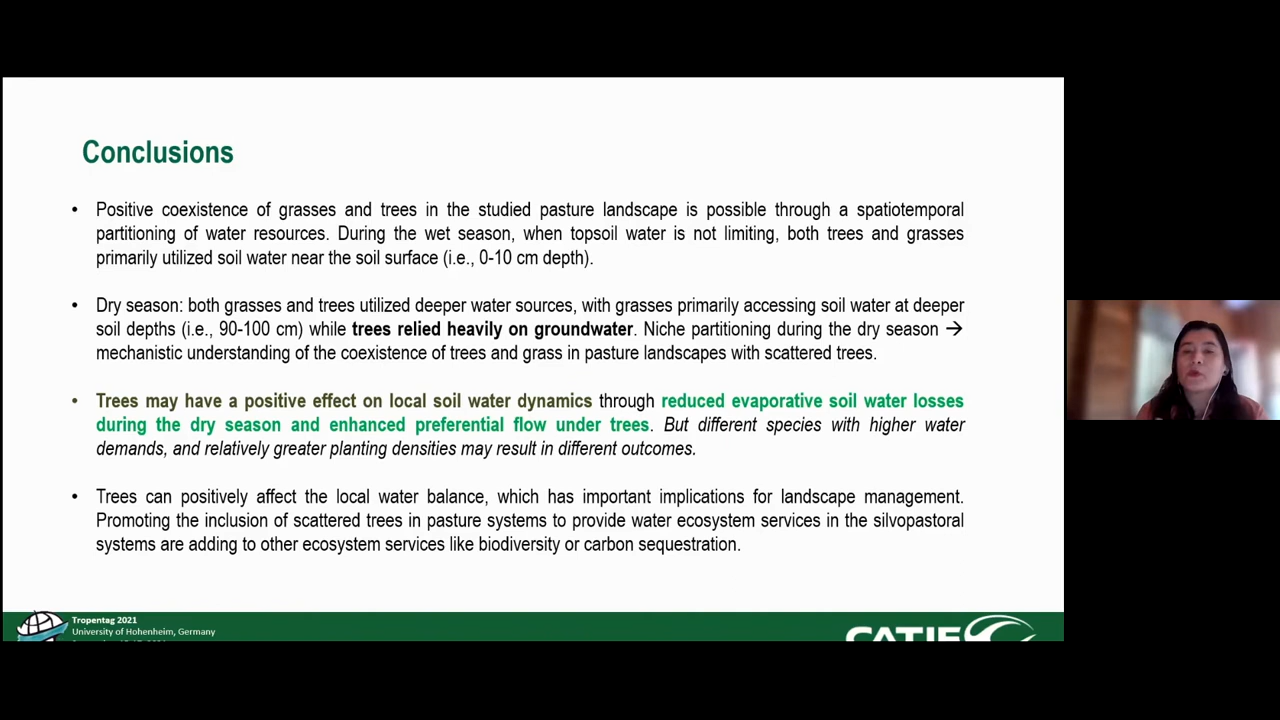 Conclusions
• Positive coexistence of grasses and trees in the studied pasture landscape is possible through a spatiotemporal
partitioning of water resources. During the wet season, when topsoil water is not limiting, both trees and grasses
primarily utilized soil water near the soil surface (i.e., 0-10 cm depth).
• Dry season: both grasses and trees utilized deeper water sources, with grasses primarily accessing soil water at deeper
soil depths (i.e., 90-100 cm) while trees relied heavily on groundwater. Niche partitioning during the dry season →
mechanistic understanding of the coexistence of trees and grass in pasture landscapes with scattered trees.
• Trees may have a positive effect on local soil water dynamics through reduced evaporative soil water losses
during the dry season and enhanced preferential flow under trees. But different species with higher water
demands, and relatively greater planting densities may result in different outcomes.
• Trees can positively affect the local water balance, which has important implications for landscape management.
Promoting the inclusion of scattered trees in pasture systems to provide water ecosystem services in the silvopastoral
systems are adding to other ecosystem services like biodiversity or carbon sequestration.
Tropentag 2021
University of Hohenheim, Germany
CATIE